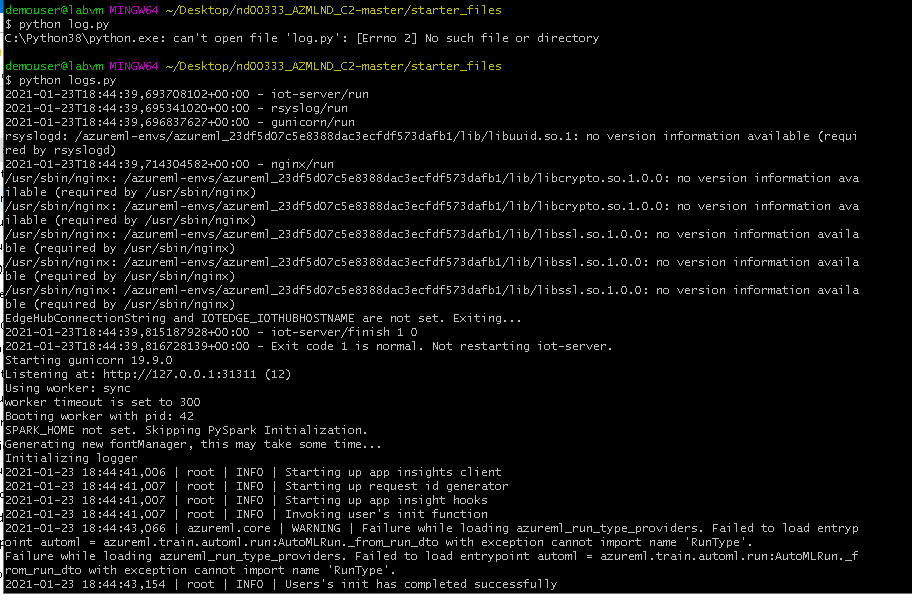 demouser@labvm MINGW64 ~/Desktop/nd00333_AZMLND_C2-master/starter_files
$ python log.py
C:\Python38\python.exe: can't open file 'log.py': [Errno 2] No such file or directory
demouser@labvm MINGW64 ~/Desktop/nd00333_AZMLND_C2-master/starter_files
$ python logs.py
2021-01-23T18:44:39,693708102+00:00 - iot-server/run
2021-01-23T18:44:39,695341020+00:00 - rsyslog/run
2021-01-23T18:44:39,696837627+00:00 - gunicorn/run
rsyslogd: /azureml-envs/azureml_23df5d07c5e8388dac3ecfdf573dafb1/lib/libuuid.so.1: no version information available (requi
red by rsyslogd)
2021-01-23T18:44:39,714304582+00:00 - nginx/run
/usr/sbin/nginx: /azureml-envs/azureml_23df5d07c5e8388dac3ecfdf573dafb1/lib/libcrypto.so.1.0.0: no version information ava
ilable (required by /usr/sbin/nginx)
/usr/sbin/nginx: /azureml-envs/azureml_23df5d07c5e8388dac3ecfdf573dafb1/lib/libcrypto.so.1.0.0: no version information ava
ilable (required by /usr/sbin/nginx)
/usr/sbin/nginx: /azureml-envs/azureml_23df5d07c5e8388dac3ecfdf573dafb1/lib/libssl.so.1.0.0: no version information availa
ble (required by /usr/sbin/nginx)
/usr/sbin/nginx: /azureml-envs/azureml_23df5d07c5e8388dac3ecfdf573dafb1/lib/libssl.so.1.0.0: no version information availa
ble (required by /usr/sbin/nginx)
/usr/sbin/nginx: /azureml-envs/azureml_23df5d07c5e8388dac3ecfdf573dafb1/lib/libssl.so.1.0.0: no version information availa
ble (required by /usr/sbin/nginx)
EdgeHubConnectionString and IOTEDGE_IOTHUBHOSTNAME are not set. Exiting...
2021-01-23T18:44:39,815187928+00:00 - iot-server/finish 1 0
2021-01-23T18:44:39,816728139+00:00 - Exit code 1 is normal. Not restarting iot-server.
Starting gunicorn 19.9.0
Listening at: http://127.0.0.1:31311 (12)
Using worker: sync
worker timeout is set to 300
Booting worker with pid: 42
SPARK_HOME not set. Skipping PySpark Initialization.
Generating new fontManager, this may take some time...
Initializing logger
2021-01-23 18:44:41,006 | root | INFO | Starting up app insights client
2021-01-23 18:44:41,007 | root | INFO | Starting up request id generator
2021-01-23 18:44:41,007 | root | INFO | Starting up app insight hooks
2021-01-23 18:44:41,007 | root | INFO | Invoking user's init function
2021-01-23 18:44:43,066 | azureml.core | WARNING | Failure while loading azureml_run_type_providers. Failed to load entryp
oint automl = azureml.train.automl.run:AutoMLRun._from_run_dto with exception cannot import name 'RunType'.
Failure while loading azureml_run_type_providers. Failed to load entrypoint automl = azureml.train.automl.run:AutoMLRun._f
rom_run_dto with exception cannot import name 'RunType'.
2021-01-23 18:44:43,154 | root | INFO | Users's init has completed successfully